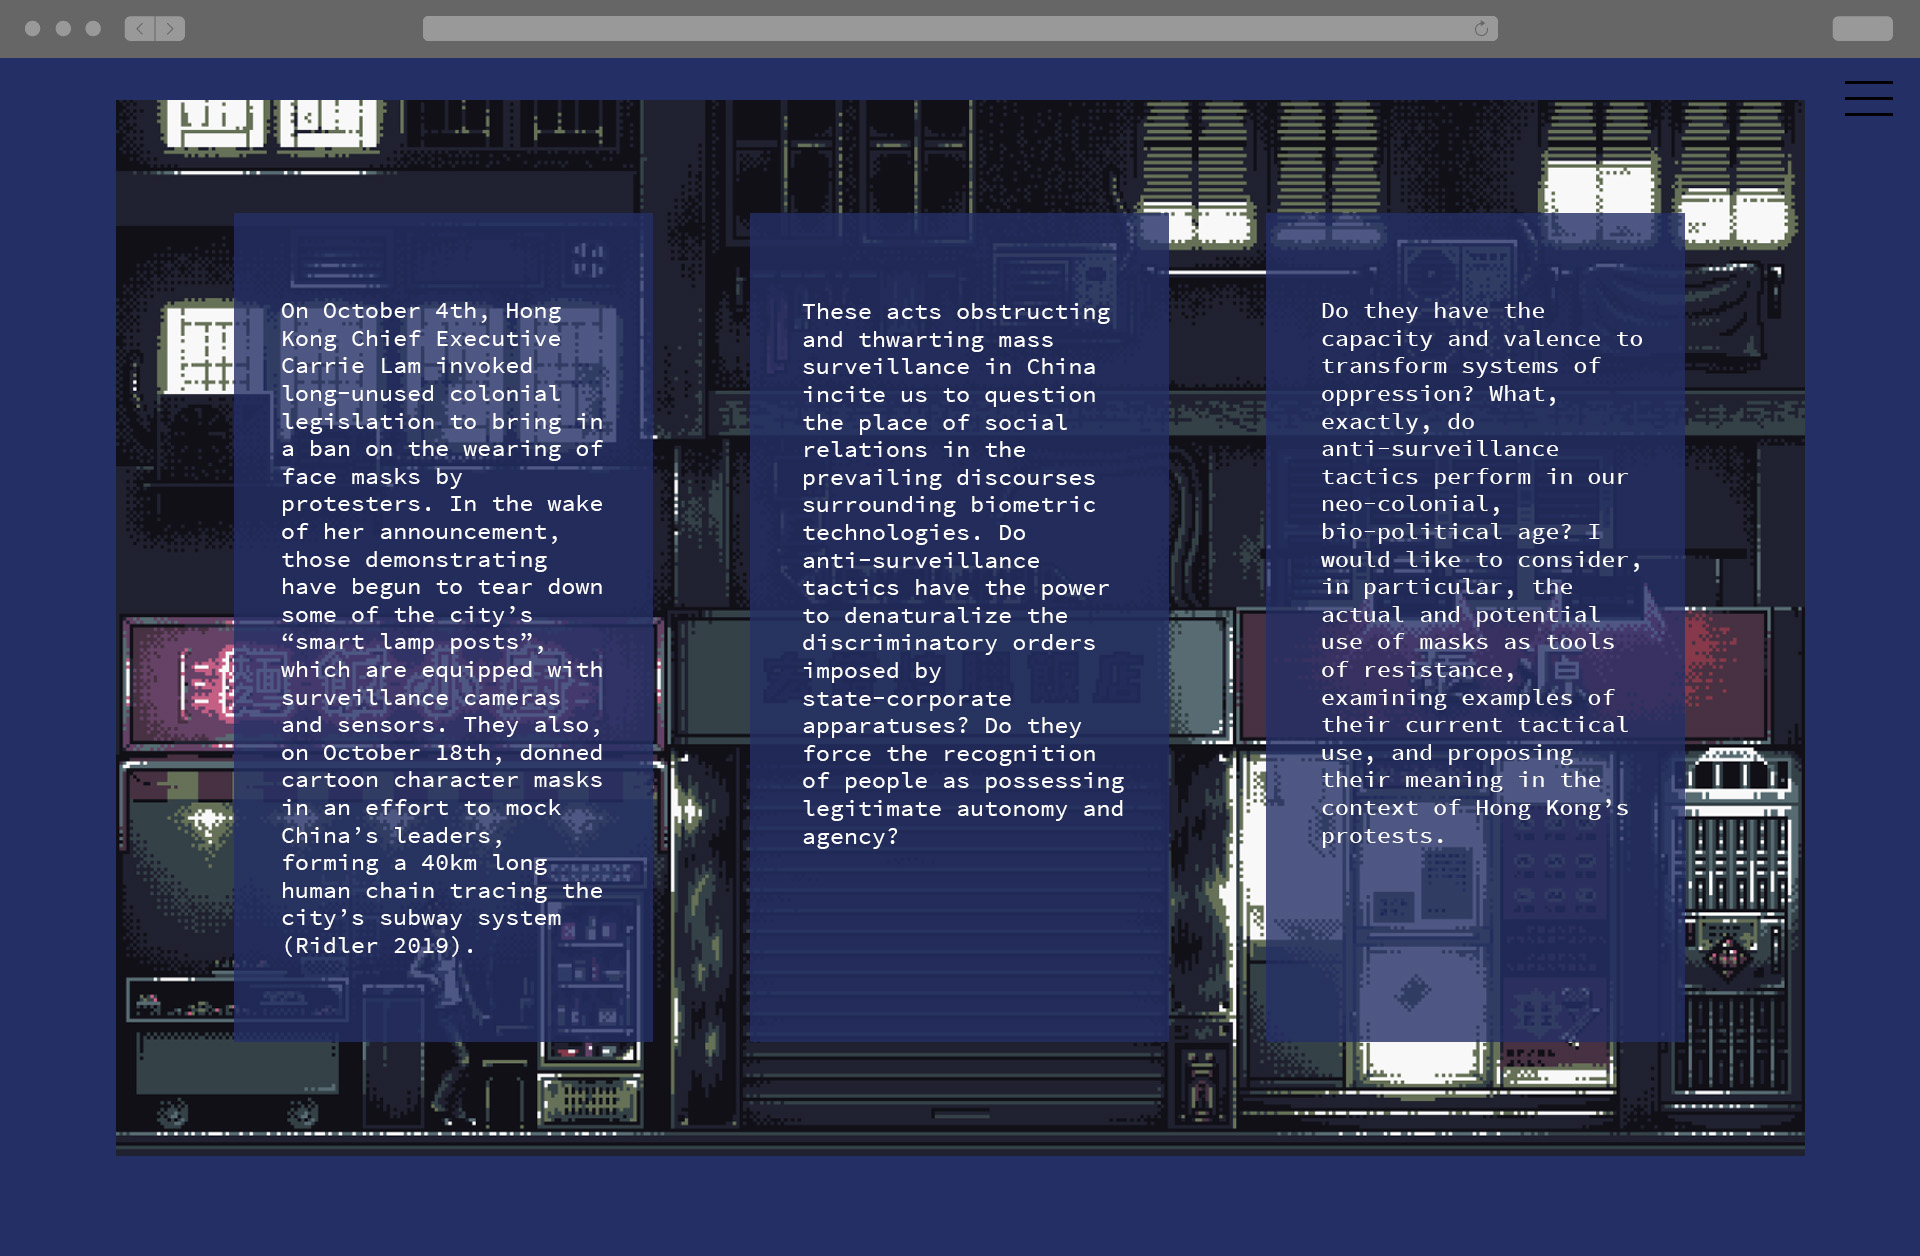 On October 4th, Hong
Kong Chief Executive
Carrie Lam invoked
long-unused colonial
legislation to bring in
a ban on the wearing of
face masks by
protesters. In the wake
of her announcement,
those demonstrating
have begun to tear down
some of the city’s
“smart lamp posts”,
which are equipped with
surveillance cameras
and sensors. They also,
on October 18th, donned
cartoon character masks
in an effort to mock
China’s leaders,
forming a 40km long
human chain tracing the
city’s subway system
(Ridler 2019).
These acts obstructing
and thwarting mass
surveillance in China
incite us to question
the place of social
relations in the
prevailing discourses
surrounding biometric
technologies. Do
anti-surveillance
tactics have the power
to denaturalize the
discriminatory orders
imposed by
state-corporate
apparatuses? Do they
force the recognition
of people as possessing
legitimate autonomy and
agency?
Do they have the
capacity and valence to
transform systems of
oppression? What,
exactly, do
anti-surveillance
tactics perform in our
neo-colonial,
bio-political age? I
would like to consider,
in particular, the
actual and potential
use of masks as tools
of resistance,
examining examples of
their current tactical
use, and proposing
their meaning in the
context of Hong Kong’s
protests.